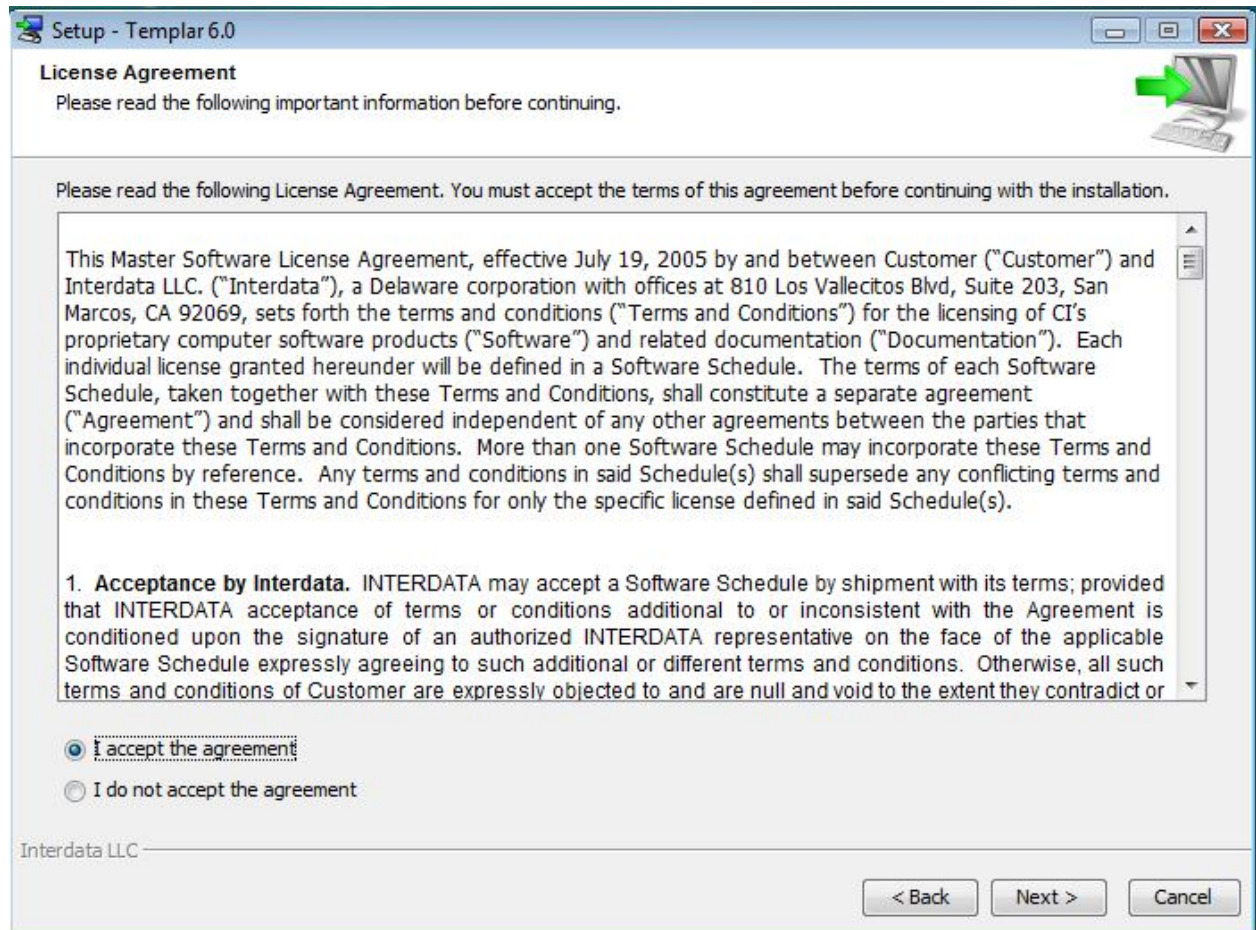 Setup - Templar 6.0
License Agreement
Please read the following important information before continuing.
Please read the following License Agreement. You must accept the terms of this agreement before continuing with the installation.
This Master Software License Agreement, effective July 19, 2005 by and between Customer (“Customer”) and
Interdata LLC. (“Interdata”), a Delaware corporation with offices at 810 Los Vallecitos Blvd, Suite 203, San
Marcos, CA 92069, sets forth the terms and conditions (“Terms and Conditions”) for the licensing of CI’s
proprietary computer software products (“Software”) and related documentation (“Documentation”).  Each
individual license granted hereunder will be defined in a Software Schedule.  The terms of each Software
Schedule, taken together with these Terms and Conditions, shall constitute a separate agreement
(“Agreement”) and shall be considered independent of any other agreements between the parties that
incorporate these Terms and Conditions.  More than one Software Schedule may incorporate these Terms and
Conditions by reference.  Any terms and conditions in said Schedule(s) shall supersede any conflicting terms and
conditions in these Terms and Conditions for only the specific license defined in said Schedule(s).
1.  Acceptance by Interdata.  INTERDATA may accept a Software Schedule by shipment with its terms; provided
that INTERDATA acceptance of terms or conditions additional to or inconsistent with the Agreement is
conditioned upon the signature of an authorized INTERDATA representative on the face of the applicable
Software Schedule expressly agreeing to such additional or different terms and conditions.  Otherwise, all such
terms and conditions of Customer are expressly objected to and are null and void to the extent they contradict or
I accept the agreement
I do not accept the agreement
Interdata LLC
< Back
Next >
Cancel